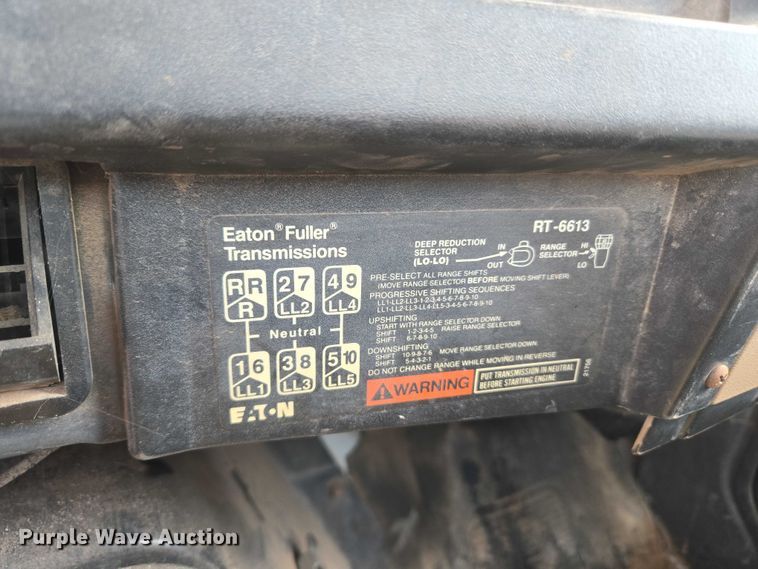 Eaton® Fuller®
Transmissions
RT-6613
DEEP REDUCTION
SELECTOR
(LO-LO)
IN
OUT
RANGE
SELECTOR
HI
LO
RR R
2 7 LL2
4 9 LL4
Neutral
1 6 LL1
3 8 LL3
5 10 LL5
EATON
PRE-SELECT ALL RANGE SHIFTS
(MOVE RANGE SELECTOR BEFORE MOVING SHIFT LEVER)
PROGRESSIVE SHIFTING SEQUENCES
LL1-LL2-LL3-1-2-3-4-5-6-7-8-9-10
LL1-LL2-LL3-LL4-LL5-3-4-5-6-7-8-9-10
UPSHIFTING
START WITH RANGE SELECTOR DOWN
SHIFT 1-2-3-4-5 RAISE RANGE SELECTOR
SHIFT 6-7-8-9-10
DOWNSHIFTING
SHIFT 10-9-8-7-6 MOVE RANGE SELECTOR DOWN
SHIFT 5-4-3-2-1
DO NOT CHANGE RANGE WHILE MOVING IN REVERSE
WARNING
PUT TRANSMISSION IN NEUTRAL
BEFORE STARTING ENGINE
Purple Wave Auction